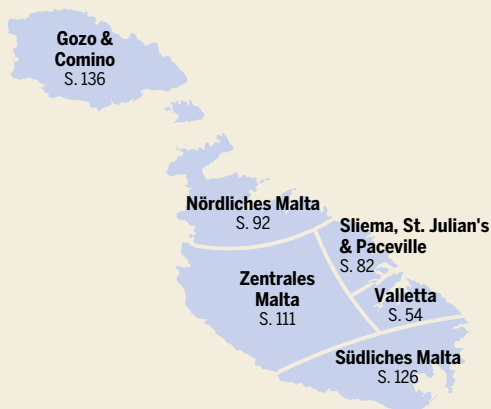 Gozo &
Comino
S. 136
Nördliches Malta
S. 92
Sliema, St. Julian's
& Paceville
S. 82
Zentrales
Malta
S. 111
Valletta
S. 54
Südliches Malta
S. 126